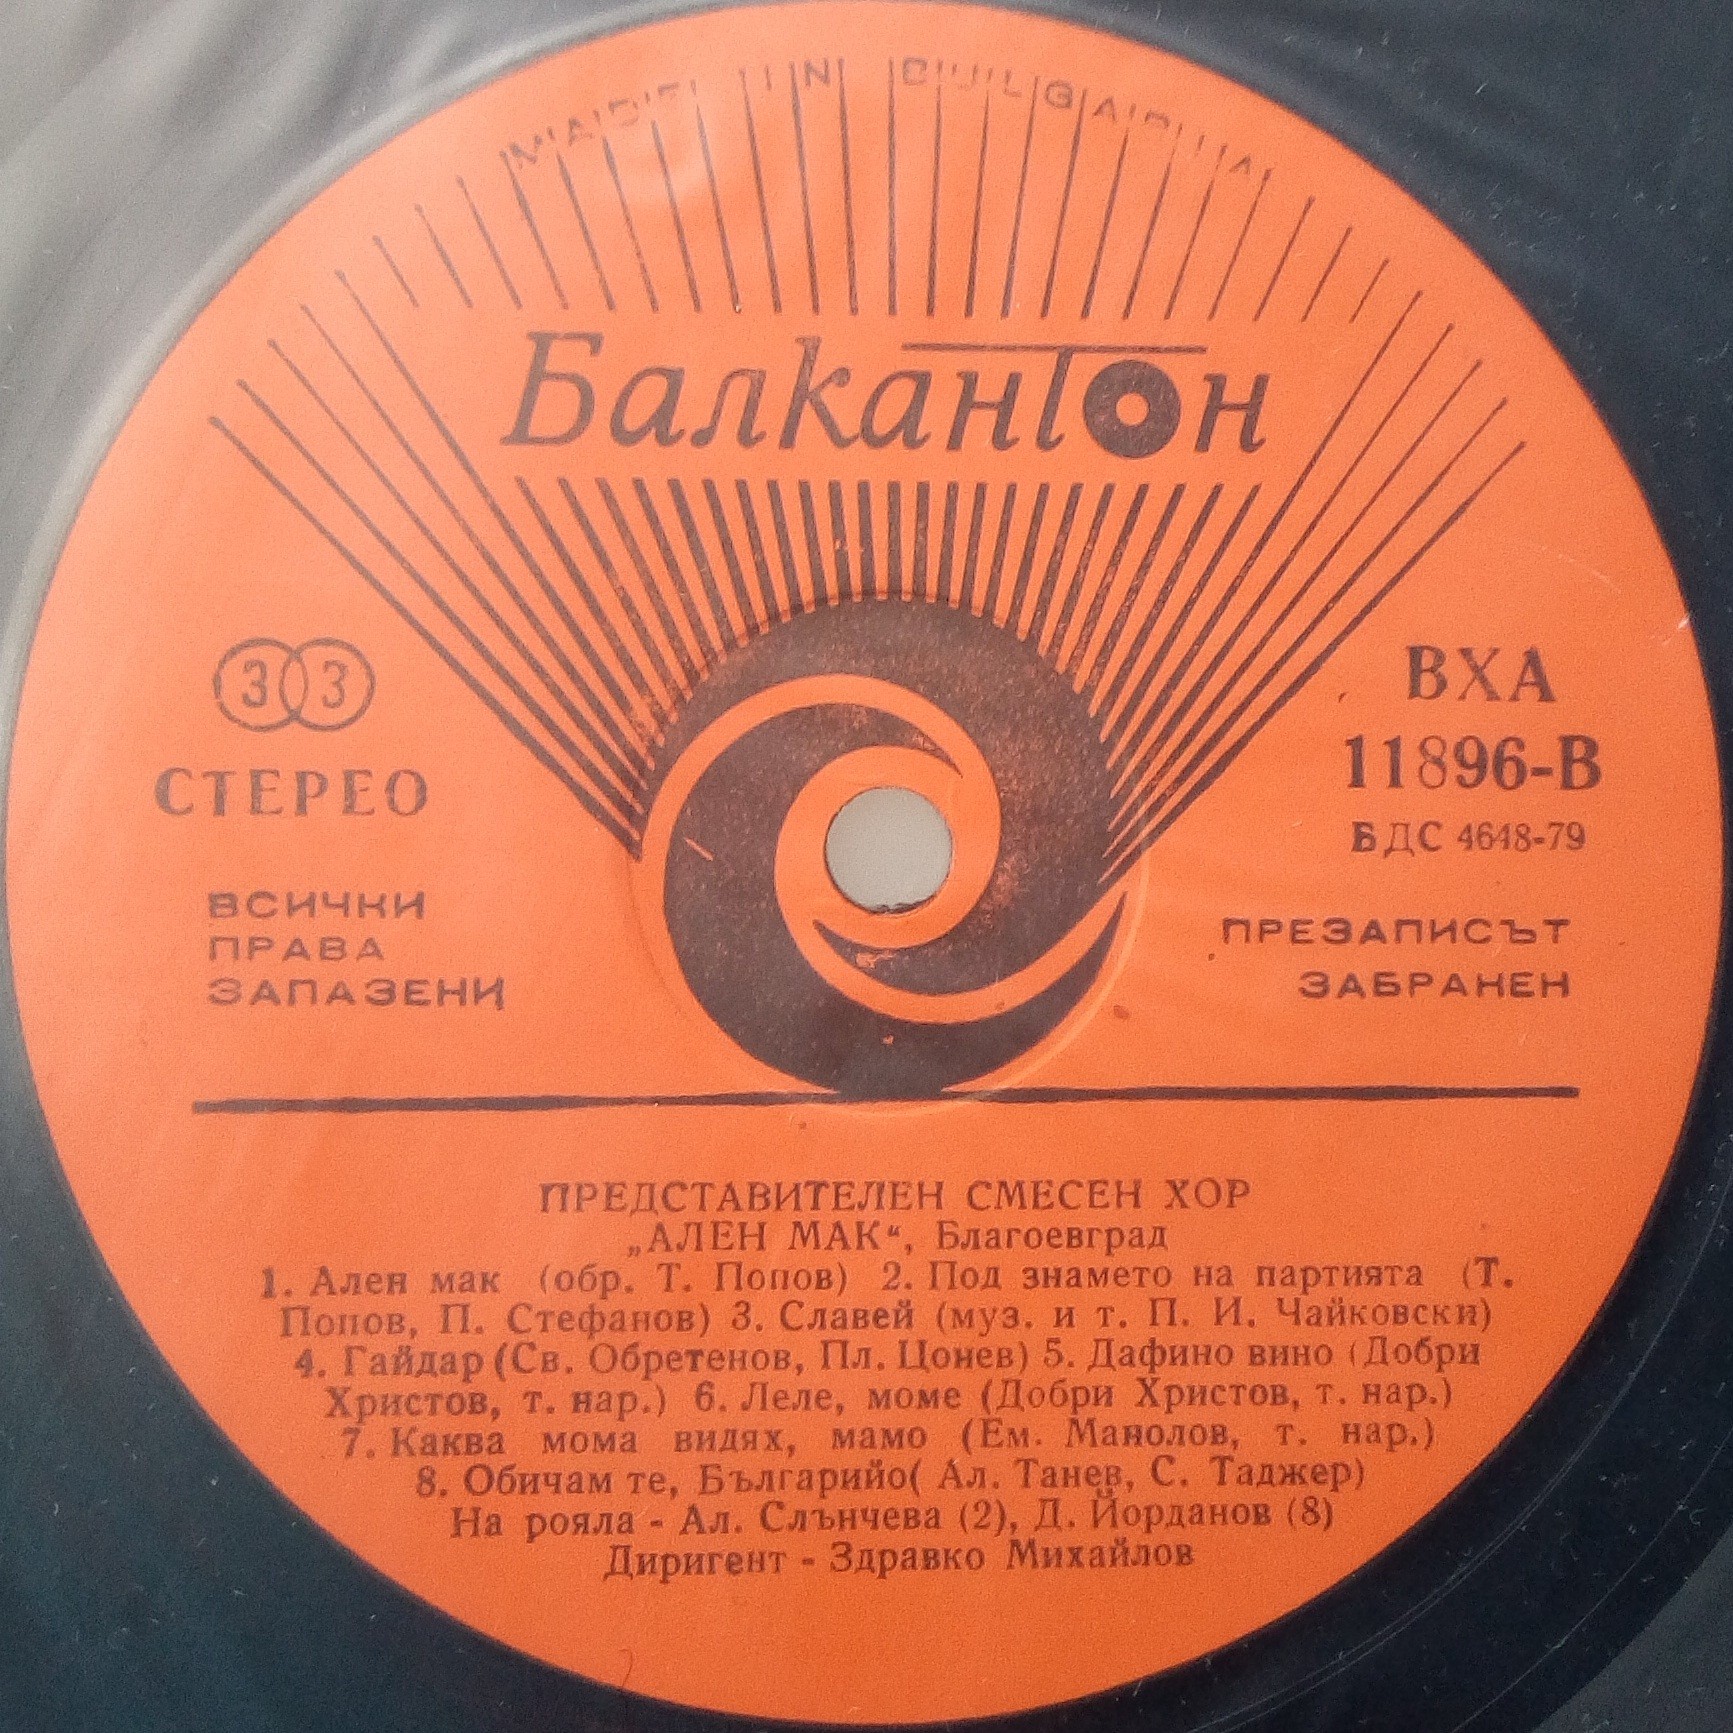 MADE IN BULGARIA
Балкантон
33
СТЕРЕО
ВХА
11896-В
БДС 4648-79
ВСИЧКИ
ПРАВА
ЗАПАЗЕНИ
ПРЕЗАПИСЪТ
ЗАБРАНЕН
ПРЕДСТАВИТЕЛЕН СМЕСЕН ХОР
„АЛЕН МАК“, Благоевград
1. Ален мак (обр. Т. Попов) 2. Под знамето на партията (Т.
Попов, П. Стефанов) 3. Славей (муз. и т. П. И. Чайковски)
4. Гайдар (Св. Обретенов, Пл. Цонев) 5. Дафино вино (Добри
Христов, т. нар.) 6. Леле, моме (Добри Христов, т. нар.)
7. Каква мома видях, мамо (Ем. Манолов, т. нар.)
8. Обичам те, Българийо( Ал. Танев, С. Таджер)
На рояла - Ал. Слънчева (2), Д. Йорданов (8)
Диригент - Здравко Михайлов